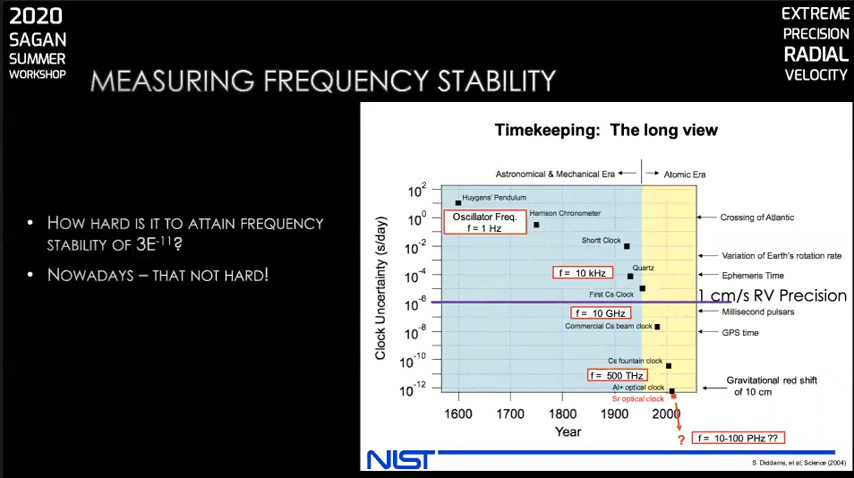 2020
SAGAN
SUMMER
WORKSHOP
EXTREME
PRECISION
RADIAL
VELOCITY
MEASURING FREQUENCY STABILITY
• HOW HARD IS IT TO ATTAIN FREQUENCY
STABILITY OF 3E-11?
• NOWADAYS – THAT NOT HARD!
Timekeeping: The long view
Astronomical & Mechanical Era
Atomic Era
Clock Uncertainty (s/day)
10²
10⁰
10⁻²
10⁻⁴
10⁻⁶
10⁻⁸
10⁻¹⁰
10⁻¹²
Huygens' Pendulum
Oscillator Freq.
f = 1 Hz
Harrison Chronometer
Shortt Clock
Quartz
f = 10 kHz
First Cs Clock
f = 10 GHz
Commercial Cs beam clock
Cs fountain clock
f = 500 THz
Al+ optical clock
Sr optical clock
Crossing of Atlantic
Variation of Earth's rotation rate
Ephemeris Time
1 cm/s RV Precision
Millisecond pulsars
GPS time
Gravitational red shift
of 10 cm
1600
1700
1800
1900
2000
Year
?
f = 10-100 PHz ??
NIST
S. Diddams, et al, Science (2004)